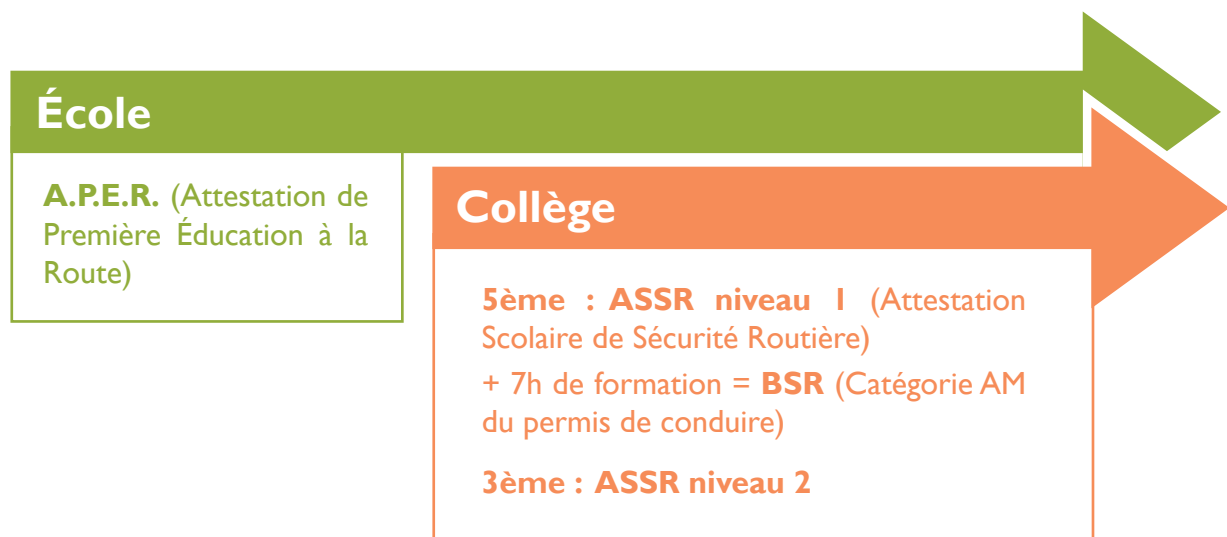 École
A.P.E.R. (Attestation de
Première Éducation à la
Route)
Collège
5ème : ASSR niveau 1 (Attestation
Scolaire de Sécurité Routière)
+ 7h de formation = BSR (Catégorie AM
du permis de conduire)
3ème : ASSR niveau 2